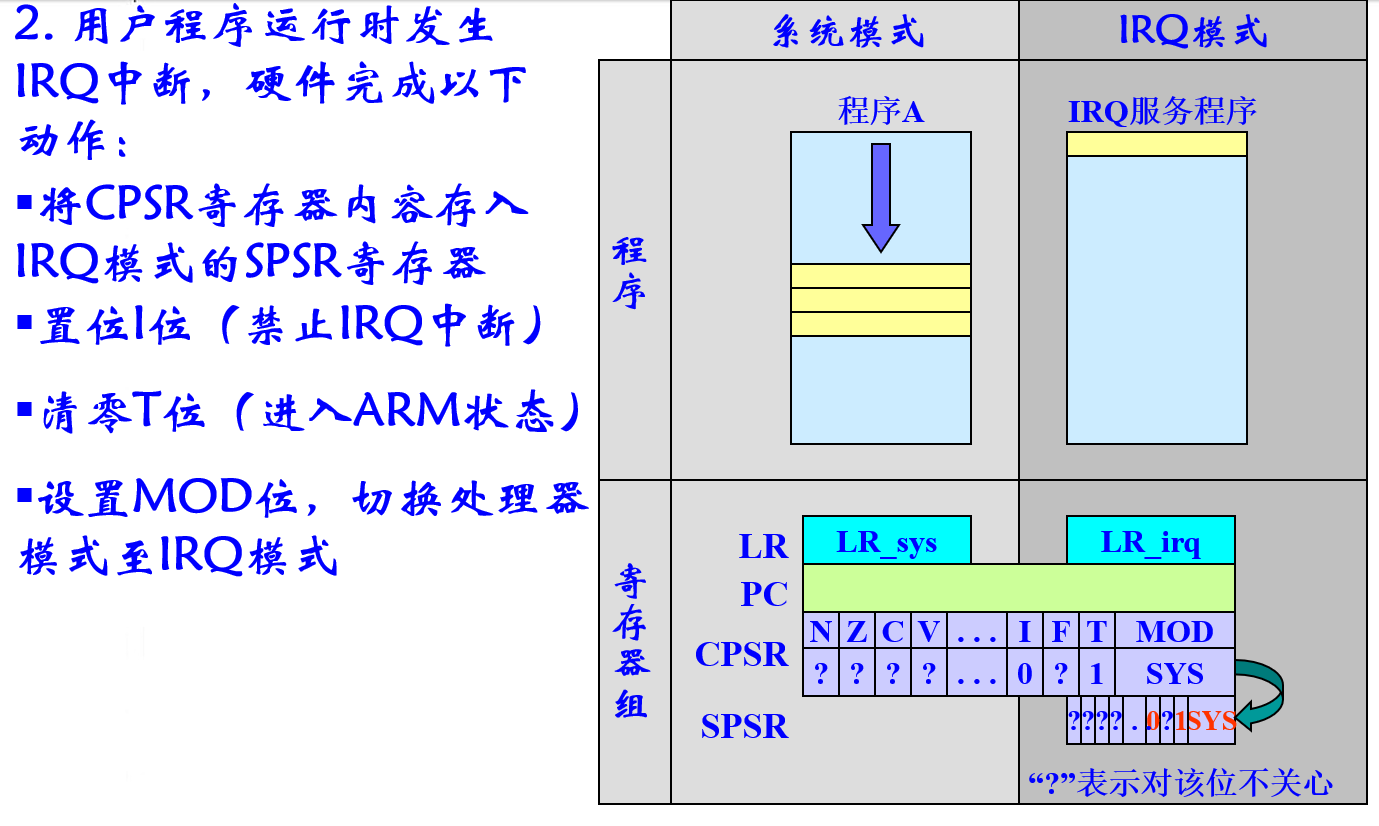 2. 用户程序运行时发生
IRQ中断，硬件完成以下
动作：
▪将CPSR寄存器内容存入
IRQ模式的SPSR寄存器
▪置位I位（禁止IRQ中断）
▪清零T位（进入ARM状态）
▪设置MOD位，切换处理器
模式至IRQ模式
系统模式 IRQ模式
程序
程序A IRQ服务程序
寄存器组
LR LR_sys LR_irq
PC
CPSR
N Z C V ... I F T MOD
? ? ? ? ... 0 ? 1 SYS
SPSR ???? . 0?1SYS
“?”表示对该位不关心